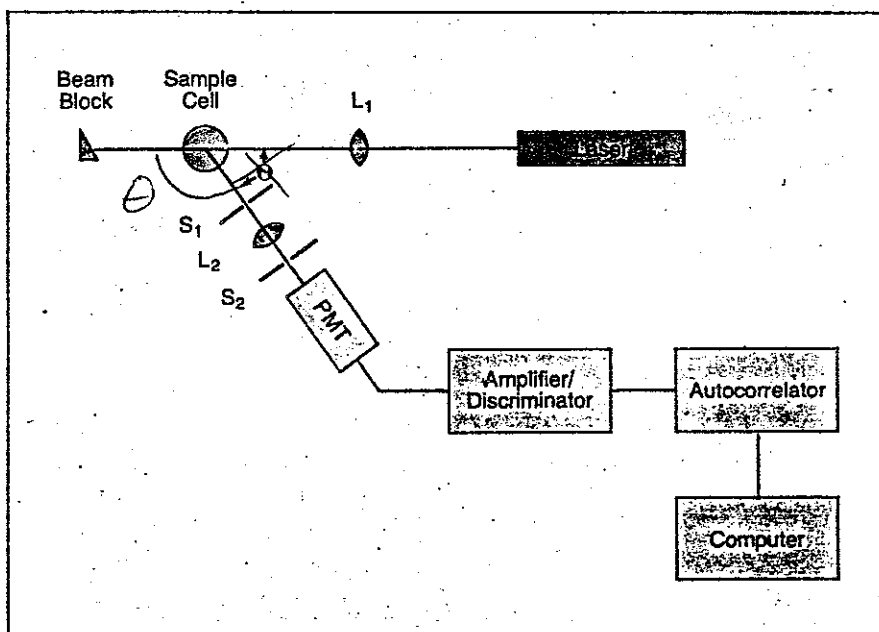 Beam
Block
Sample
Cell
L₁
Laser
Θ
Θ
S₁
L₂
S₂
PMT
Amplifier/
Discriminator
Autocorrelator
Computer